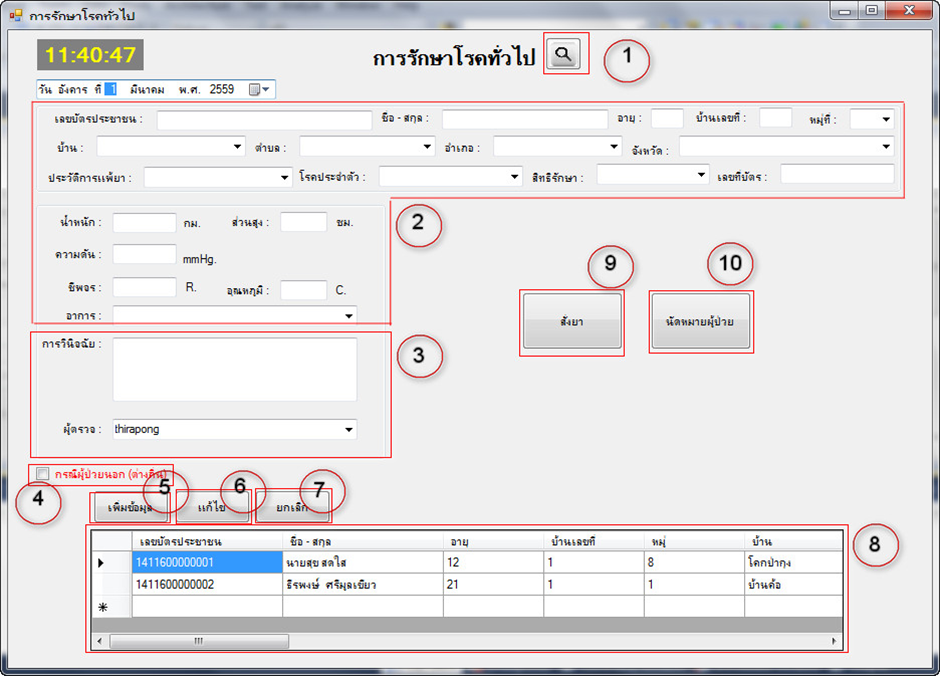 การรักษาโรคทั่วไป
11:40:47
การรักษาโรคทั่วไป
1
วัน อังคาร ที่ 1 มีนาคม พ.ศ. 2559
เลขบัตรประชาชน : ชื่อ - สกุล : อายุ : บ้านเลขที่ : หมู่ที่ :
บ้าน : ตำบล : อำเภอ : จังหวัด :
ประวัติการแพ้ยา : โรคประจำตัว : สิทธิรักษา : เลขที่บัตร :
น้ำหนัก : กม. ส่วนสูง : ซม.
2
ความดัน : mmHg.
ชีพจร : R. อุณหภูมิ : C.
อาการ :
9
10
สั่งยา
นัดหมายผู้ป่วย
การวินิจฉัย :
3
ผู้ตรวจ : thirapong
กรณีผู้ป่วยนอก (ต่างถิ่น)
4
5
6
7
เพิ่มข้อมูล แก้ไข ยกเลิก
8
เลขบัตรประชาชน ชื่อ - สกุล อายุ บ้านเลขที่ หมู่ บ้าน
1411600000001 นายสุข สดใส 12 1 8 โคกป่ากุง
1411600000002 ธีรพงษ์ ศรีมูลเขียว 21 1 1 บ้านค้อ